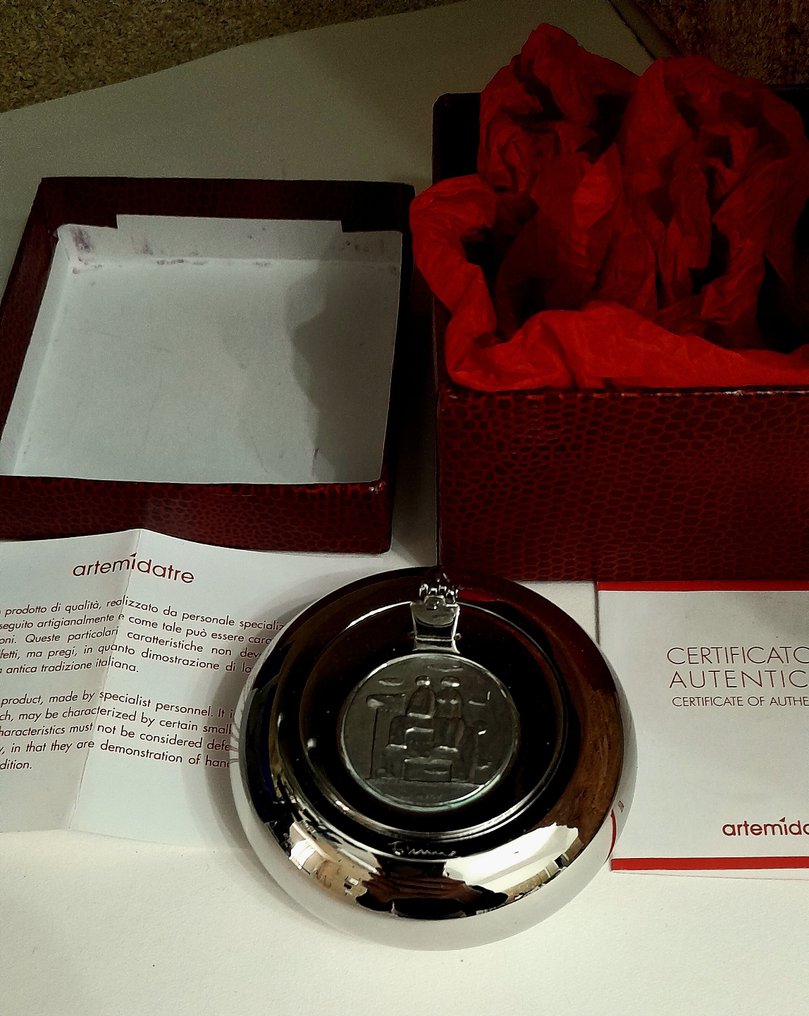 artemidatre
prodotto di qualità, realizzato da personale
seguito artigianalmente e come tale può essere
Queste particolari caratteristiche non
ma pregi, in quanto dimostrazione di
antica tradizione italiana.
product, made by specialist personnel. It
may be characterized by certain small
characteristics must not be considered
in that they are demonstration of
CERTIFICATO
AUTENTIC
CERTIFICATE OF AUTHE
artemida